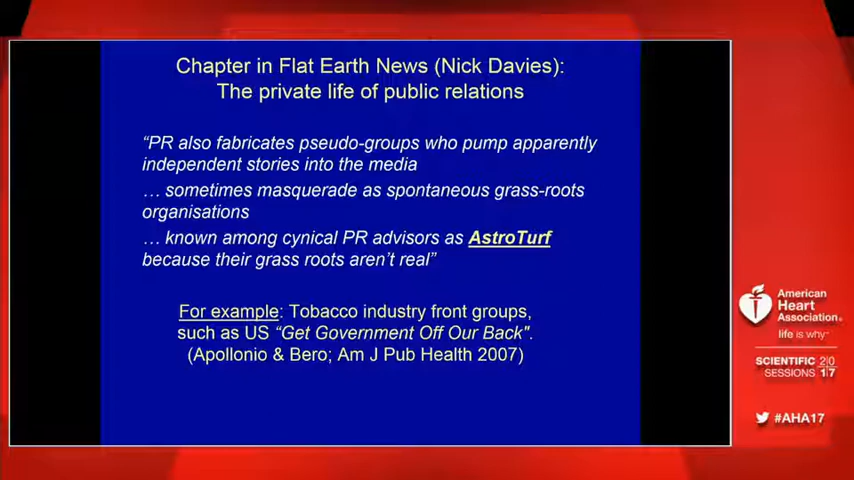 Chapter in Flat Earth News (Nick Davies):
The private life of public relations
“PR also fabricates pseudo-groups who pump apparently
independent stories into the media
… sometimes masquerade as spontaneous grass-roots
organisations
… known among cynical PR advisors as AstroTurf
because their grass roots aren’t real”
For example: Tobacco industry front groups,
such as US “Get Government Off Our Back".
(Apollonio & Bero; Am J Pub Health 2007)
American
Heart
Association®
life is why™
SCIENTIFIC 20
SESSIONS 17
#AHA17